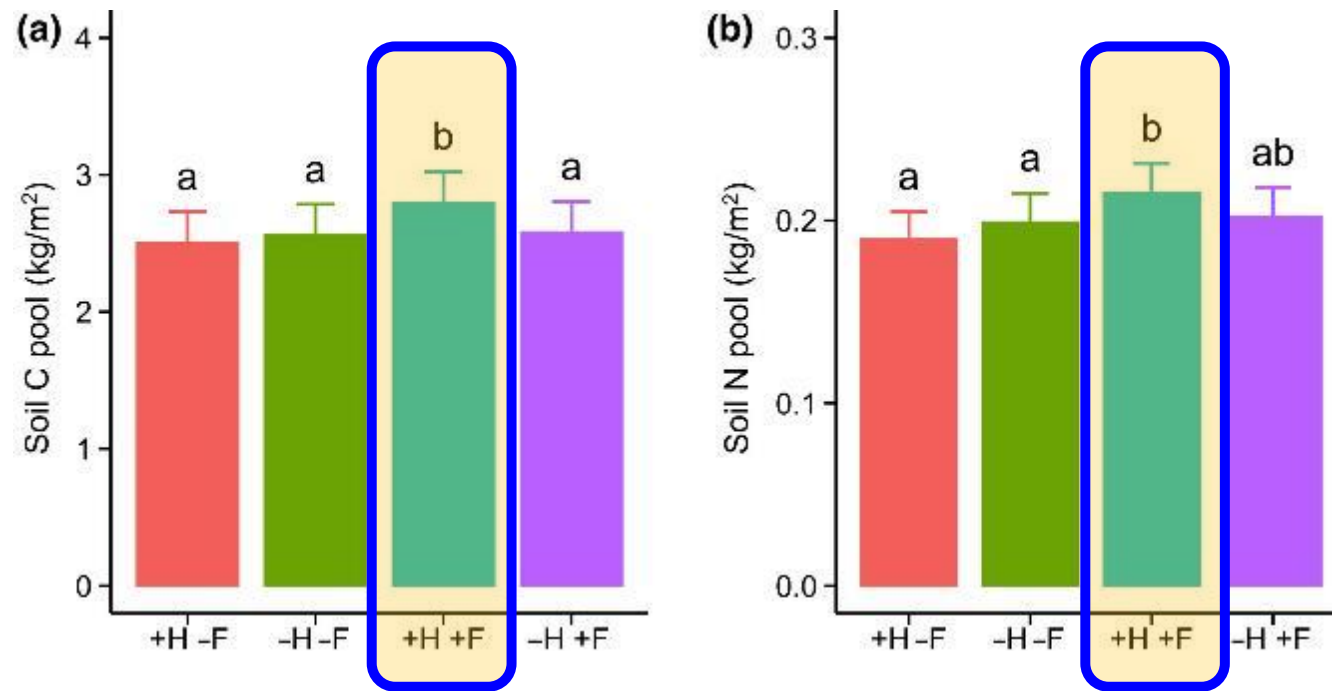 (a)
Soil C pool (kg/m²)
4
3
2
1
0
a
a
b
a
+H –F
–H –F
+H +F
–H +F
(b)
Soil N pool (kg/m²)
0.3
0.2
0.1
0.0
a
a
b
ab
+H –F
–H –F
+H +F
–H +F